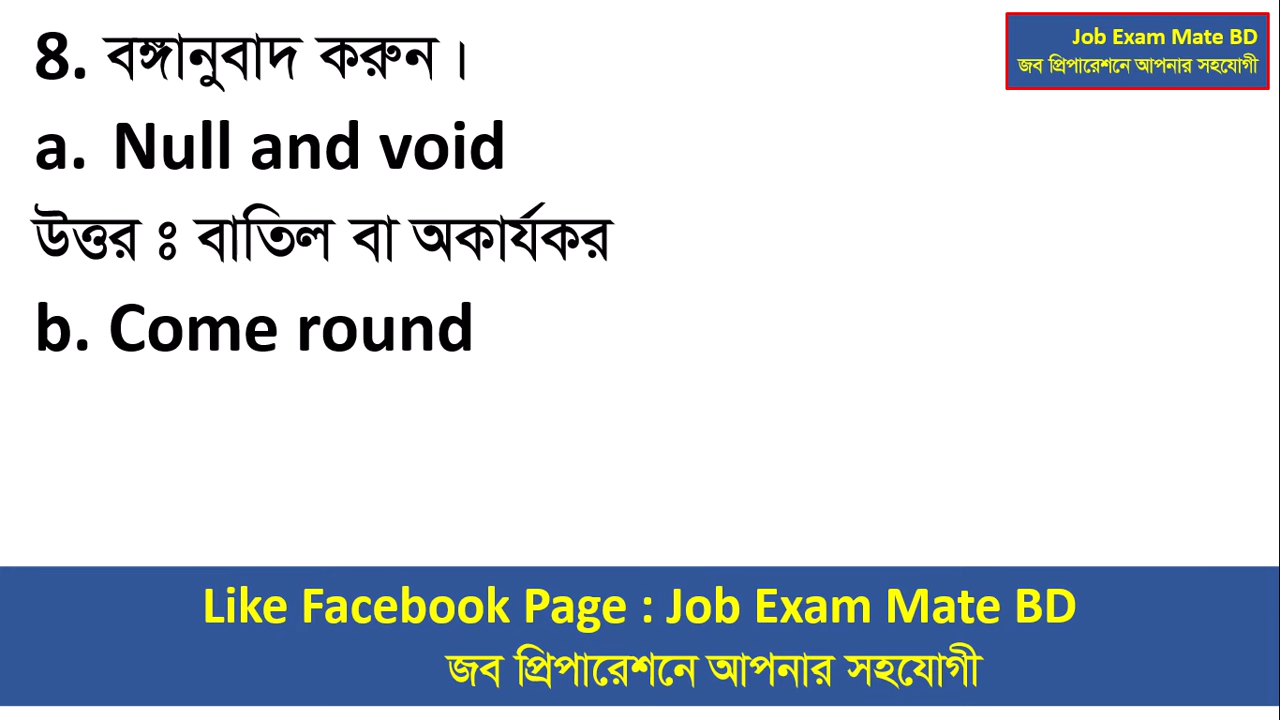 8. বঙ্গানুবাদ করুন।
Job Exam Mate BD
জব প্রিপারেশনে আপনার সহযোগী
a. Null and void
উত্তর ঃ বাতিল বা অকার্যকর
b. Come round
Like Facebook Page : Job Exam Mate BD
জব প্রিপারেশনে আপনার সহযোগী